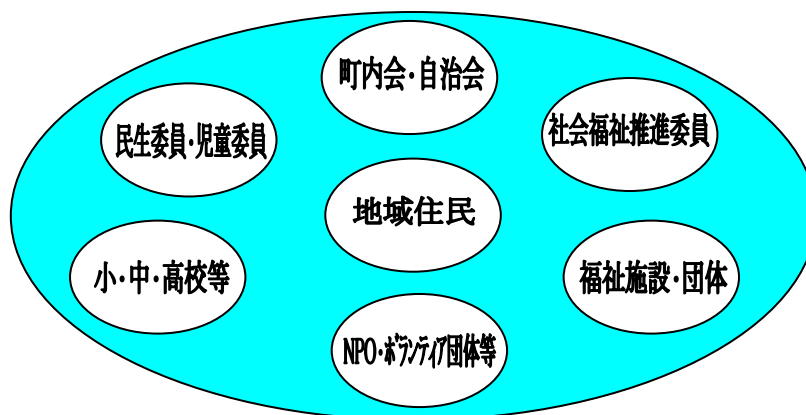 町内会・自治会
民生委員・児童委員
社会福祉推進委員
地域住民
小・中・高校等
福祉施設・団体
NPO・ボランティア団体等